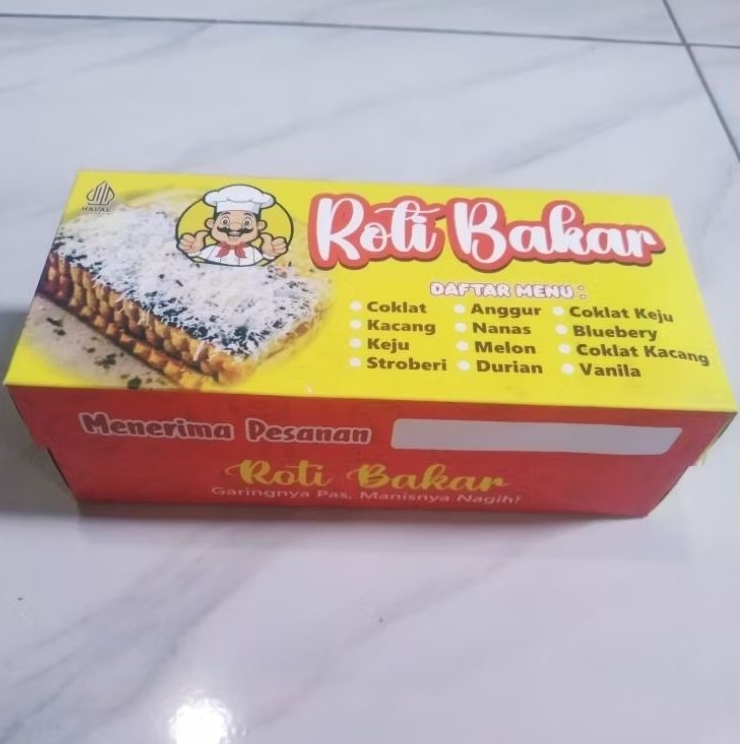 HALAL
Roti Bakar
DAFTAR MENU :
Coklat
Kacang
Keju
Stroberi
Anggur
Nanas
Melon
Durian
Coklat Keju
Bluebery
Coklat Kacang
Vanila
Menerima Pesanan
Roti Bakar
Garingnya Pas, Manisnya Nagih!